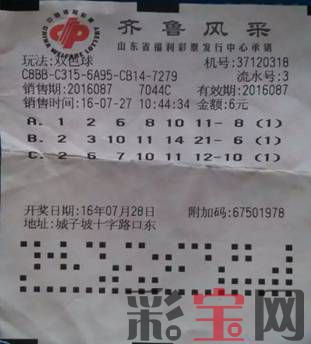 中国福利彩票
CHINA WELFARE LOTTERY
齐鲁风采
山东省福利彩票发行中心承销
玩法:双色球 机号:37120318
C8BB-C315-6A95-CB14-7279 流水号:3
销售期:2016087 7044C 有效期:2016087
销售时间:16-07-27 10:44:34 金额:6元
A. 1 2 6 8 10 11- 8 (1)
B. 2 3 10 11 14 21- 6 (1)
C. 2 6 7 10 11 12-10 (1)
开奖日期:16年07月28日 附加码:67501978
地址:城子坡十字路口东
彩宝网